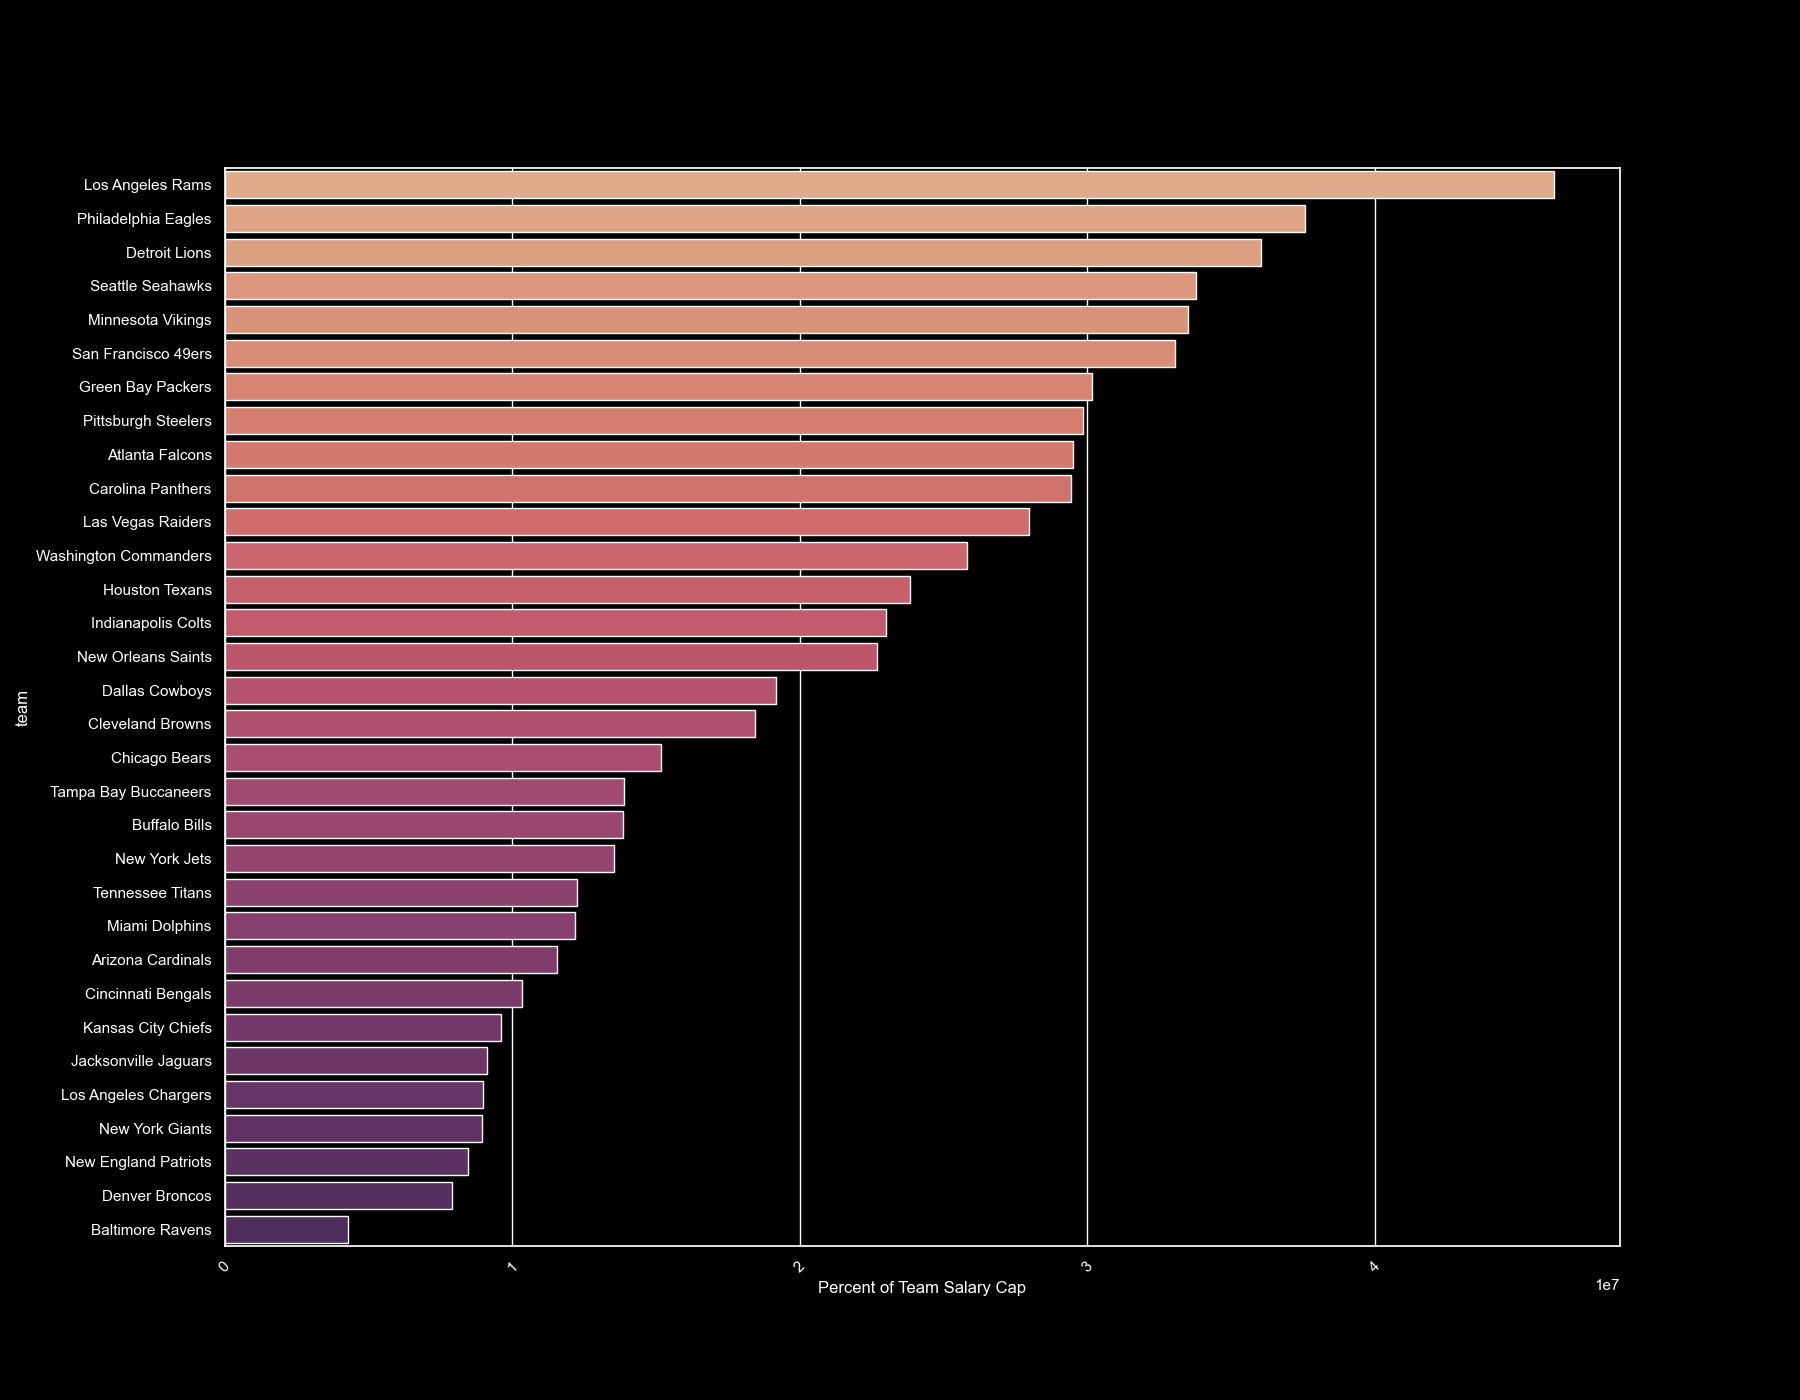 Los Angeles Rams
Philadelphia Eagles
Detroit Lions
Seattle Seahawks
Minnesota Vikings
San Francisco 49ers
Green Bay Packers
Pittsburgh Steelers
Atlanta Falcons
Carolina Panthers
Las Vegas Raiders
Washington Commanders
Houston Texans
Indianapolis Colts
New Orleans Saints
Dallas Cowboys
Cleveland Browns
Chicago Bears
Tampa Bay Buccaneers
Buffalo Bills
New York Jets
Tennessee Titans
Miami Dolphins
Arizona Cardinals
Cincinnati Bengals
Kansas City Chiefs
Jacksonville Jaguars
Los Angeles Chargers
New York Giants
New England Patriots
Denver Broncos
Baltimore Ravens
team
0 1 2 3 4
Percent of Team Salary Cap
1e7